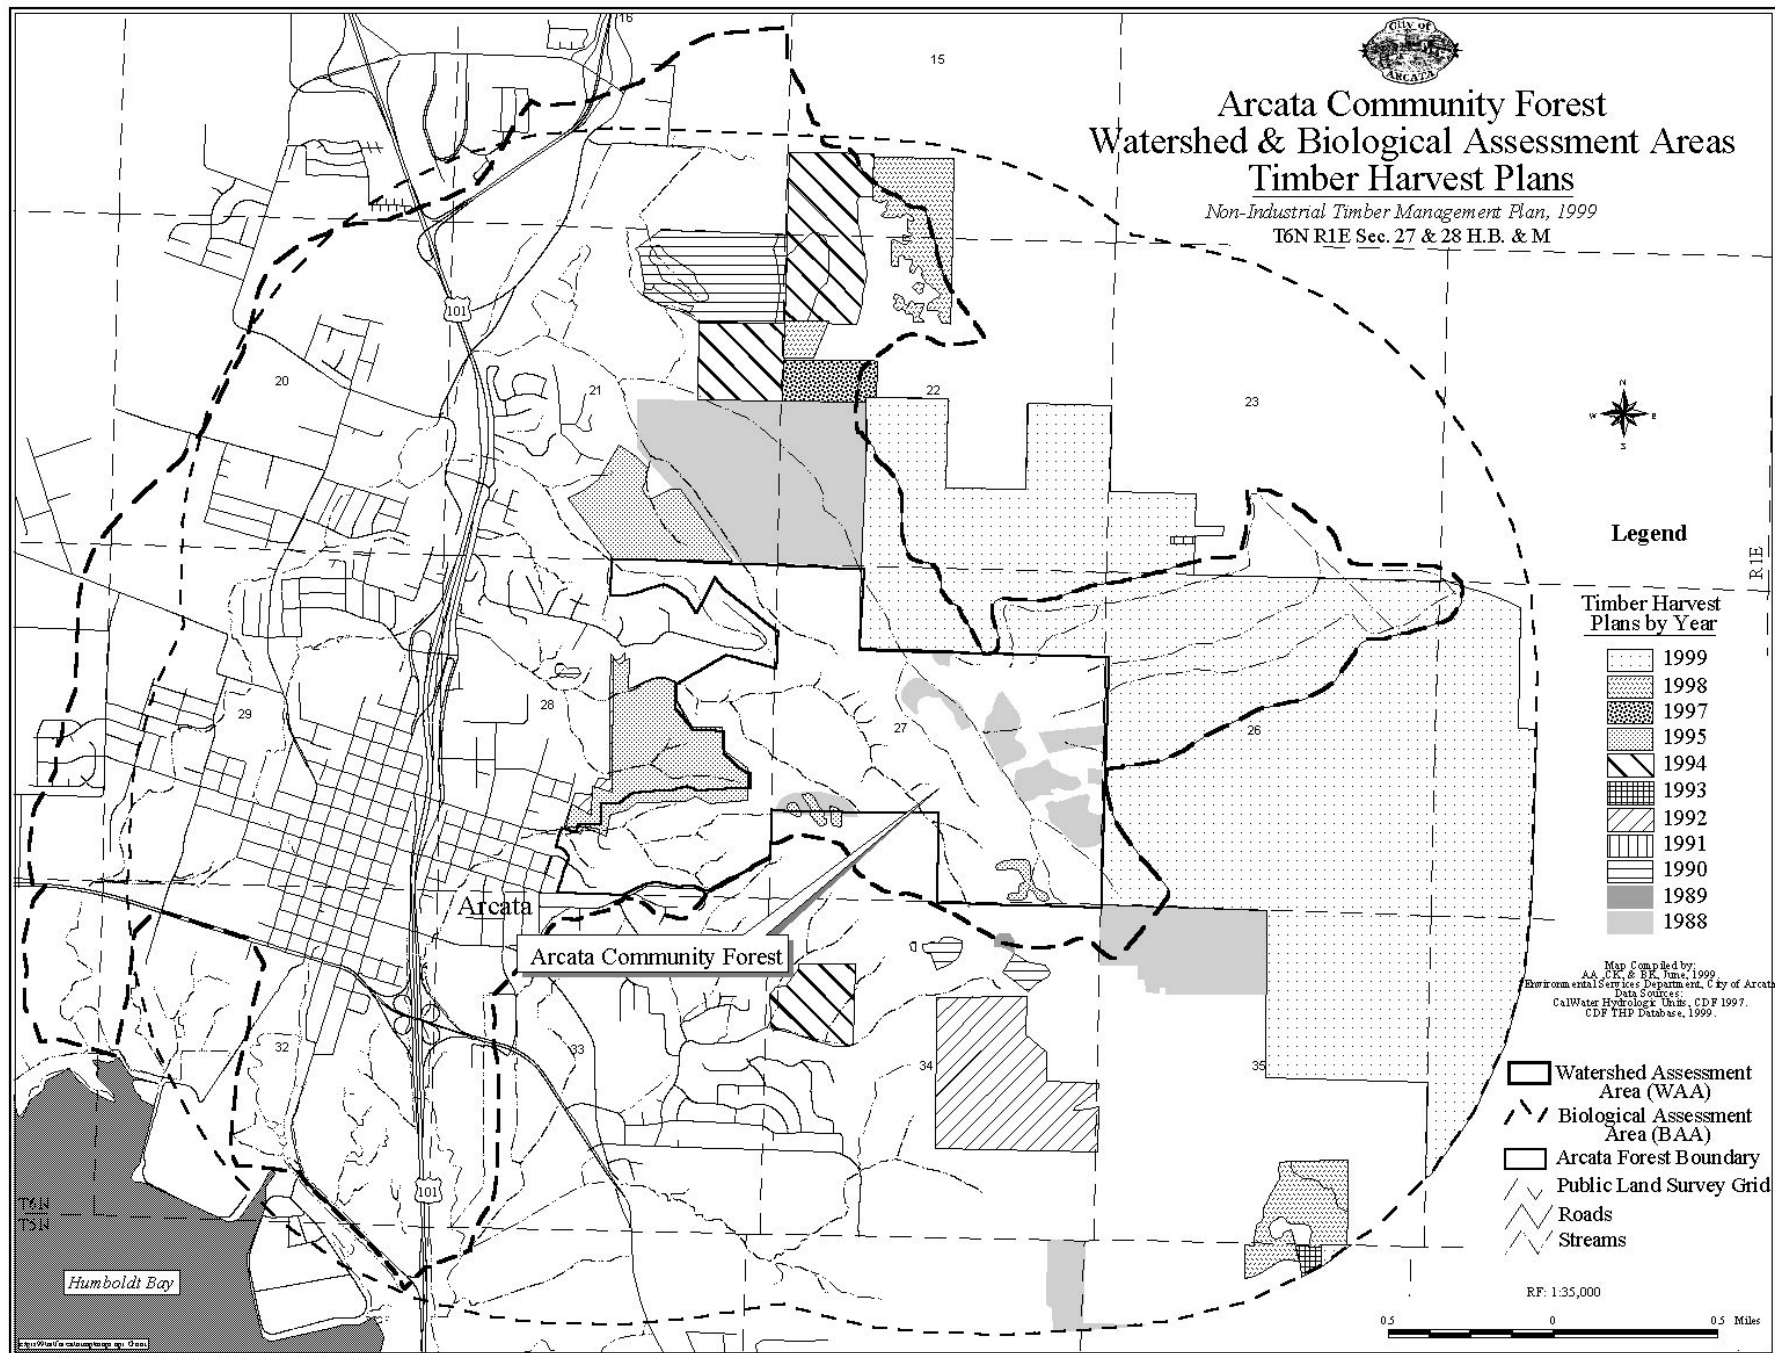 City of
ARCATA
Arcata Community Forest
Watershed & Biological Assessment Areas
Timber Harvest Plans
Non-Industrial Timber Management Plan, 1999
T6N R1E Sec. 27 & 28 H.B. & M
16
15
101
20
21
22
23
N
W E
S
Legend
R1E
Timber Harvest
Plans by Year
1999
1998
1997
1995
1994
1993
1992
1991
1990
1989
1988
29
28
27
26
Arcata
Arcata Community Forest
Map Compiled by:
AA, CK, & BK, June, 1999.
Environmental Services Department, City of Arcata
Data Sources:
CalWater Hydrologic Units, CDF 1997.
CDF THP Database, 1999.
32
33
34
35
Watershed Assessment
Area (WAA)
Biological Assessment
Area (BAA)
Arcata Forest Boundary
Public Land Survey Grid
Roads
Streams
101
T6N
T5N
Humboldt Bay
RF: 1:35,000
0.5 0 0.5 Miles